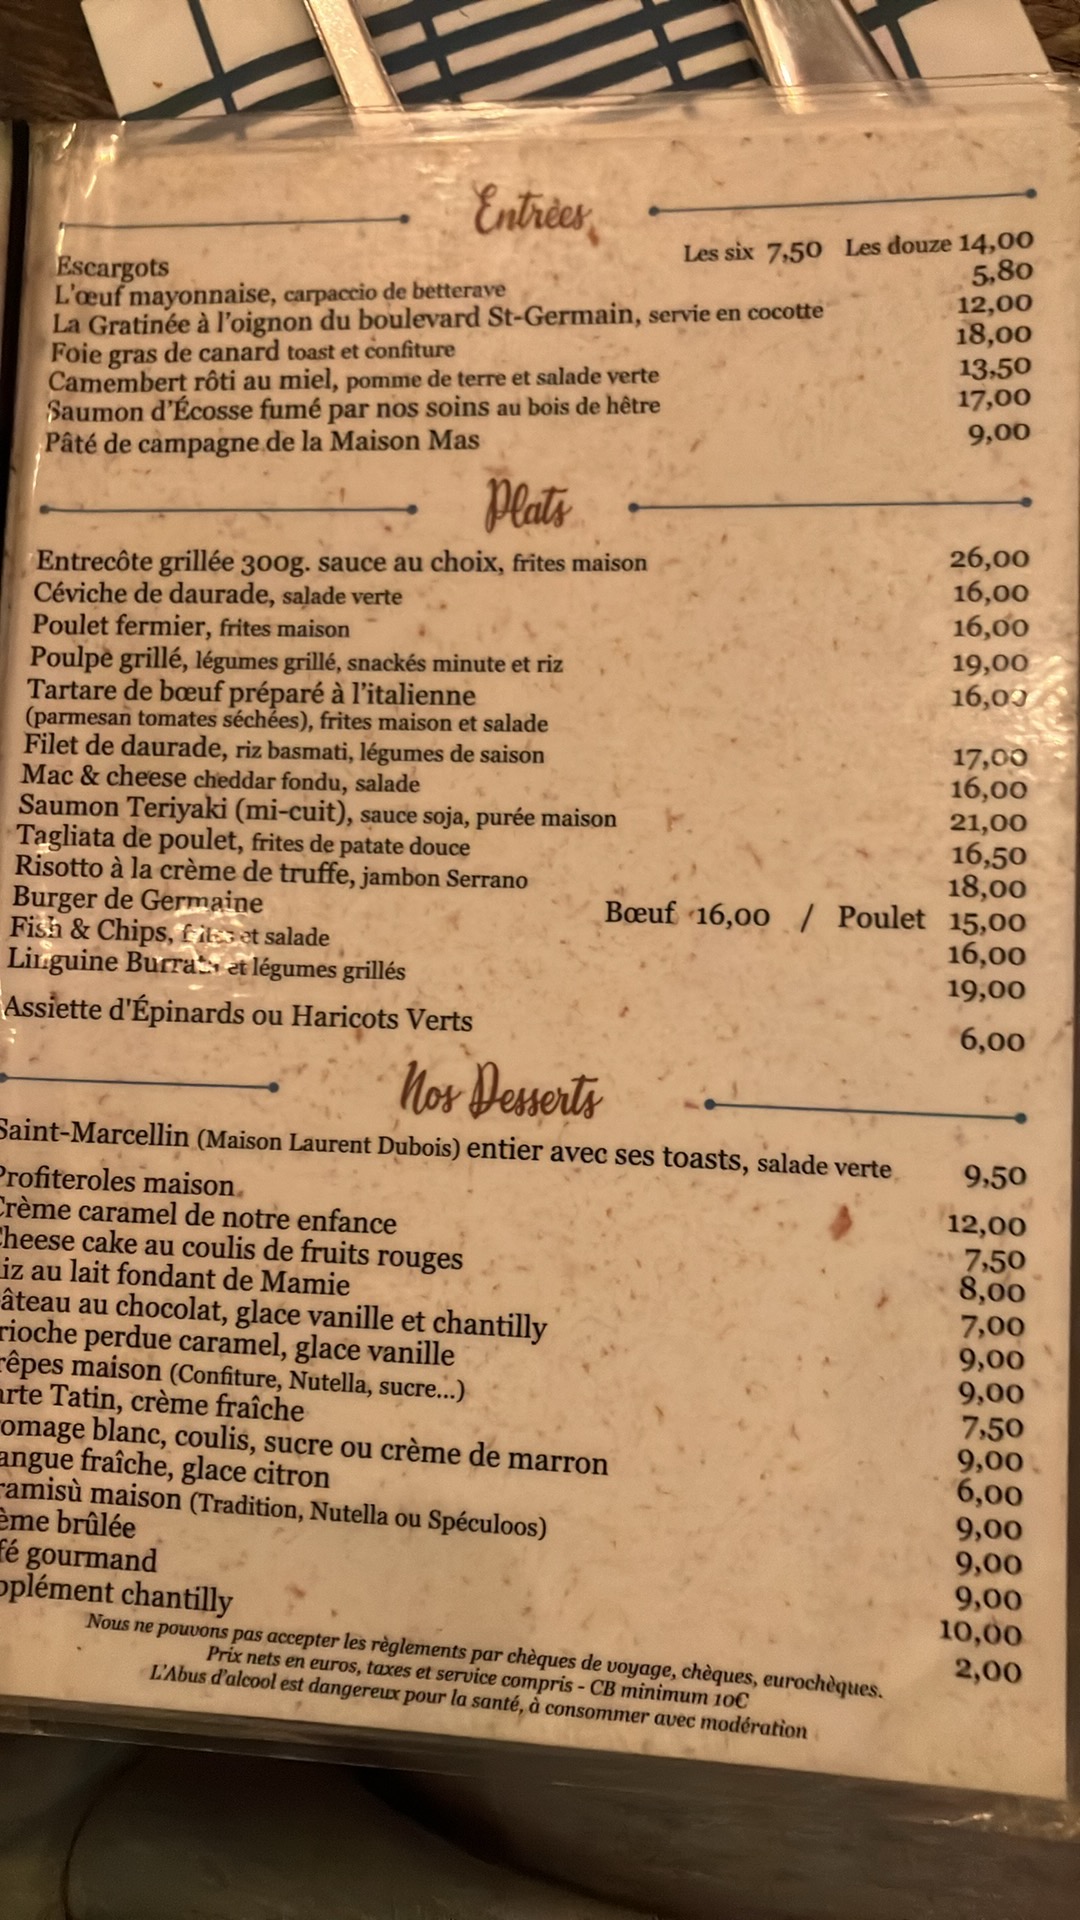 Entrées
Escargots Les six 7,50 Les douze 14,00
L'œuf mayonnaise, carpaccio de betterave 5,80
La Gratinée à l'oignon du boulevard St-Germain, servie en cocotte 12,00
Foie gras de canard toast et confiture 18,00
Camembert rôti au miel, pomme de terre et salade verte 13,50
Saumon d'Écosse fumé par nos soins au bois de hêtre 17,00
Pâté de campagne de la Maison Mas 9,00
Plats
Entrecôte grillée 300g. sauce au choix, frites maison 26,00
Céviche de daurade, salade verte 16,00
Poulet fermier, frites maison 16,00
Poulpe grillé, légumes grillé, snackés minute et riz 19,00
Tartare de bœuf préparé à l'italienne 16,00
(parmesan tomates séchées), frites maison et salade
Filet de daurade, riz basmati, légumes de saison 17,00
Mac & cheese cheddar fondu, salade 16,00
Saumon Teriyaki (mi-cuit), sauce soja, purée maison 21,00
Tagliata de poulet, frites de patate douce 16,50
Risotto à la crème de truffe, jambon Serrano 18,00
Burger de Germaine Bœuf 16,00 / Poulet 15,00
Fish & Chips, frites et salade 16,00
Linguine Burrata et légumes grillés 19,00
Assiette d'Épinards ou Haricots Verts 6,00
Nos Desserts
Saint-Marcellin (Maison Laurent Dubois) entier avec ses toasts, salade verte 9,50
Profiteroles maison 12,00
Crème caramel de notre enfance 7,50
Cheese cake au coulis de fruits rouges 8,00
iz au lait fondant de Mamie 7,00
âteau au chocolat, glace vanille et chantilly 9,00
rioche perdue caramel, glace vanille 9,00
rêpes maison (Confiture, Nutella, sucre...) 7,50
arte Tatin, crème fraîche 9,00
omage blanc, coulis, sucre ou crème de marron 6,00
angue fraîche, glace citron 9,00
ramisù maison (Tradition, Nutella ou Spéculoos) 9,00
ème brûlée 9,00
fé gourmand 10,00
pplément chantilly 2,00
Nous ne pouvons pas accepter les règlements par chèques de voyage, chèques, eurochèques.
Prix nets en euros, taxes et service compris - CB minimum 10€
L'Abus d'alcool est dangereux pour la santé, à consommer avec modération